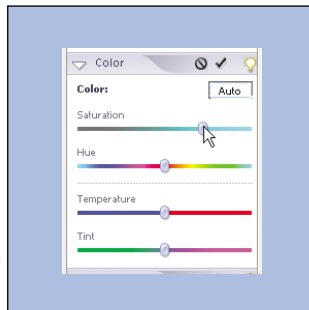 Color
Color:
Auto
Saturation
Hue
Temperature
Tint